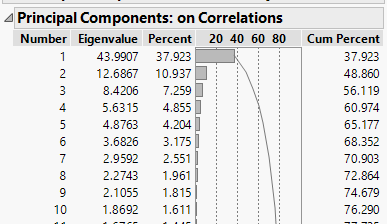 Principal Components: on Correlations
Number Eigenvalue Percent 20 40 60 80 Cum Percent
1 43.9907 37.923 37.923
2 12.6867 10.937 48.860
3 8.4206 7.259 56.119
4 5.6315 4.855 60.974
5 4.8763 4.204 65.177
6 3.6826 3.175 68.352
7 2.9592 2.551 70.903
8 2.2743 1.961 72.864
9 2.1055 1.815 74.679
10 1.8692 1.611 76.290